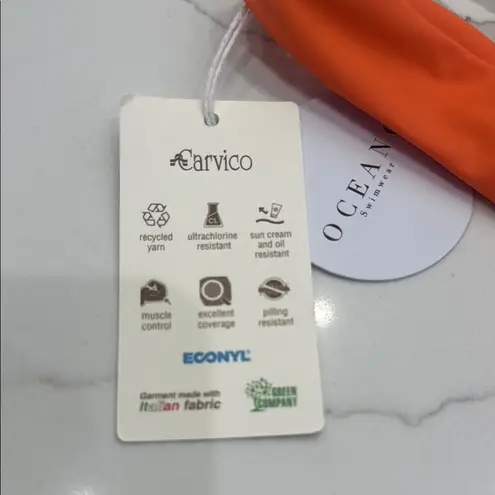 Carvico
recycled
yarn
ultrachlorine
resistant
sun cream
and oil
resistant
CL
muscle
control
excellent
coverage
pilling
resistant
ECONYL®
Garment made with
Italian fabric
GREEN
COMPANY
OCEAN
Swimwear